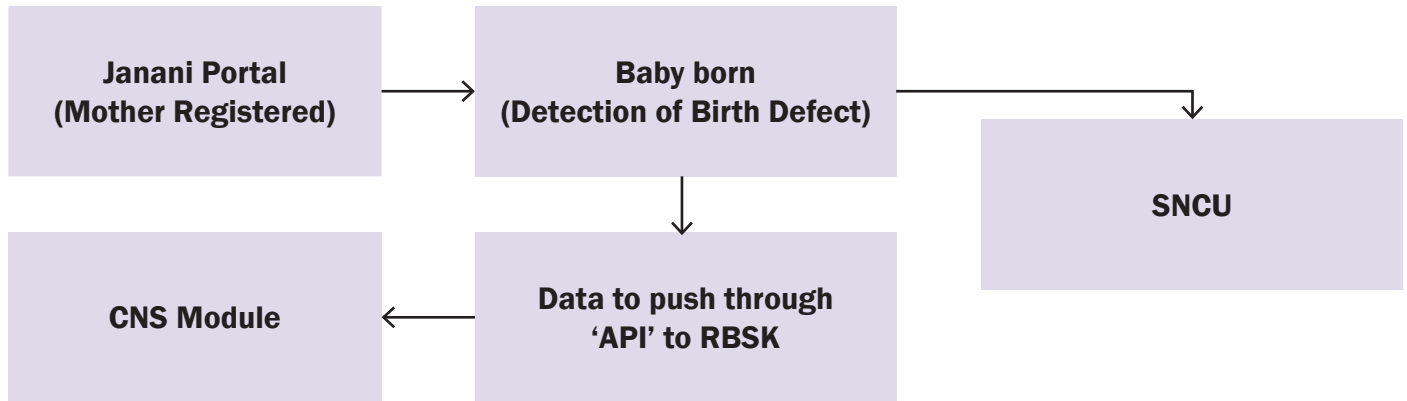 Janani Portal
(Mother Registered)
Baby born
(Detection of Birth Defect)
SNCU
CNS Module
Data to push through
‘API’ to RBSK